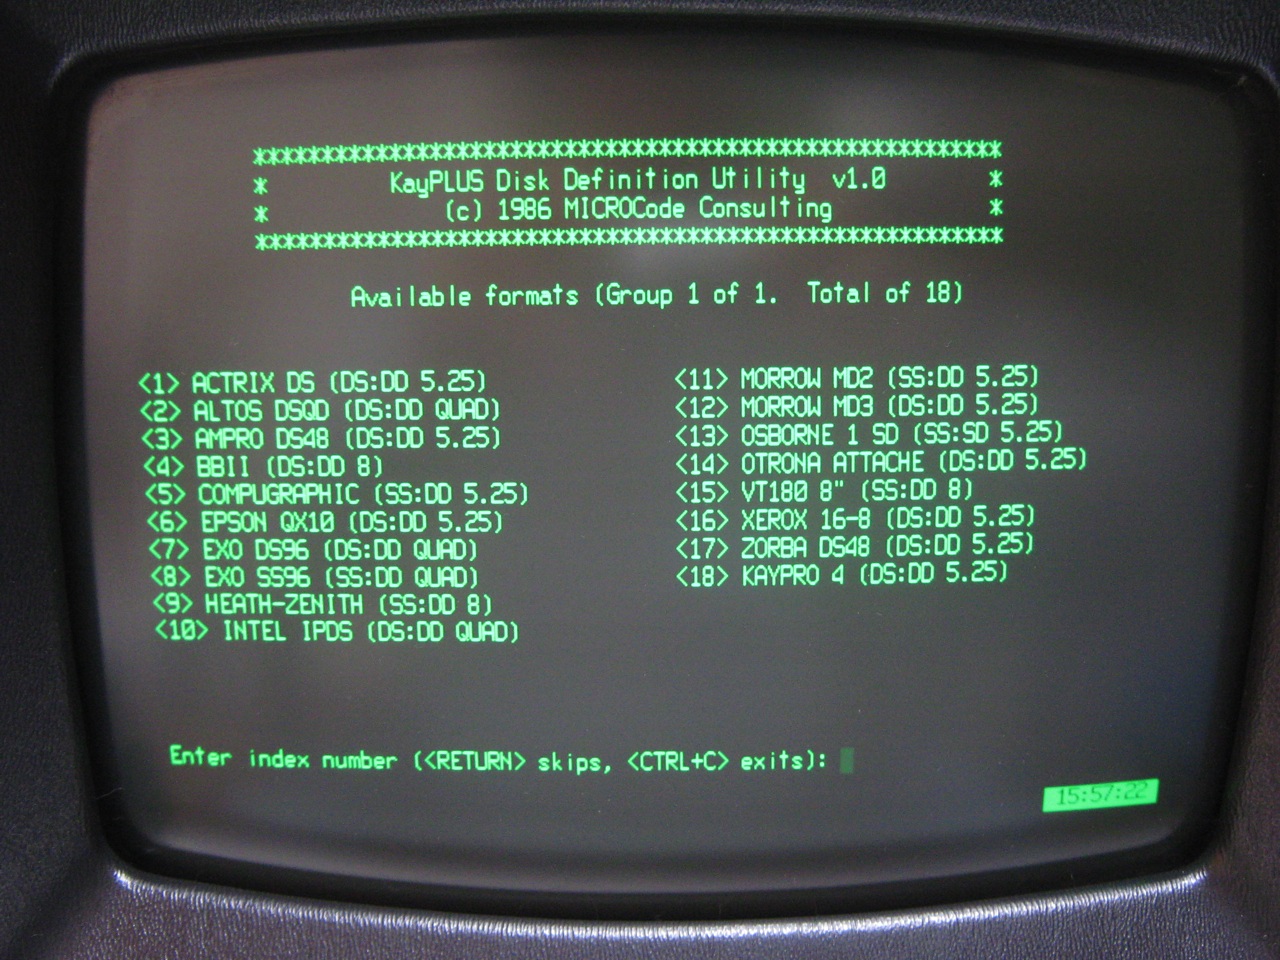 ******************************************************
* KayPLUS Disk Definition Utility v1.0 *
* (c) 1986 MICROCode Consulting *
******************************************************
Available formats (Group 1 of 1. Total of 18)
<1> ACTRIX DS (DS:DD 5.25)
<2> ALTOS DSQD (DS:DD QUAD)
<3> AMPRO DS48 (DS:DD 5.25)
<4> BBII (DS:DD 8)
<5> COMPUGRAPHIC (SS:DD 5.25)
<6> EPSON QX10 (DS:DD 5.25)
<7> EXO DS96 (DS:DD QUAD)
<8> EXO SS96 (SS:DD QUAD)
<9> HEATH-ZENITH (SS:DD 8)
<10> INTEL IPDS (DS:DD QUAD)
<11> MORROW MD2 (SS:DD 5.25)
<12> MORROW MD3 (DS:DD 5.25)
<13> OSBORNE 1 SD (SS:SD 5.25)
<14> OTRONA ATTACHE (DS:DD 5.25)
<15> VT180 8" (SS:DD 8)
<16> XEROX 16-8 (DS:DD 5.25)
<17> ZORBA DS48 (DS:DD 5.25)
<18> KAYPRO 4 (DS:DD 5.25)
Enter index number (<RETURN> skips, <CTRL+C> exits):
15:57:22